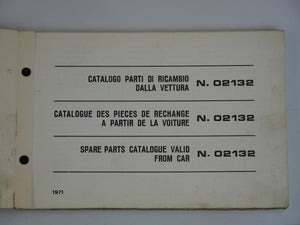 CATALOGO PARTI DI RICAMBIO
DALLA VETTURA N. 02132
CATALOGUE DES PIECES DE RECHANGE
A PARTIR DE LA VOITURE N. 02132
SPARE PARTS CATALOGUE VALID
FROM CAR N. 02132
1971